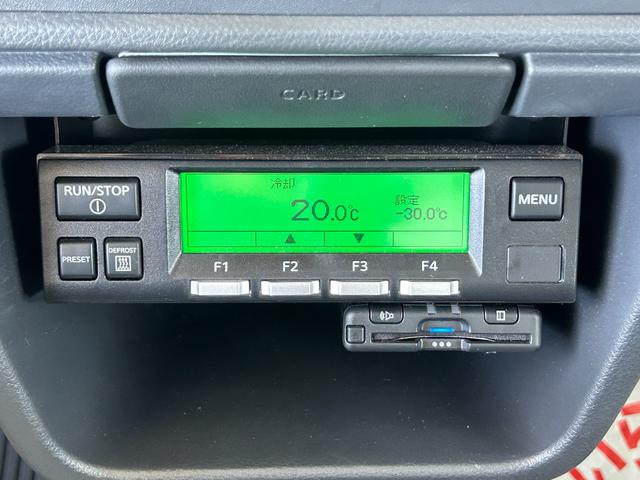 CARD
RUN/STOP
冷却
設定
20.0℃
-30.0℃
MENU
▲ ▼
PRESET
DEFROST
F1 F2 F3 F4